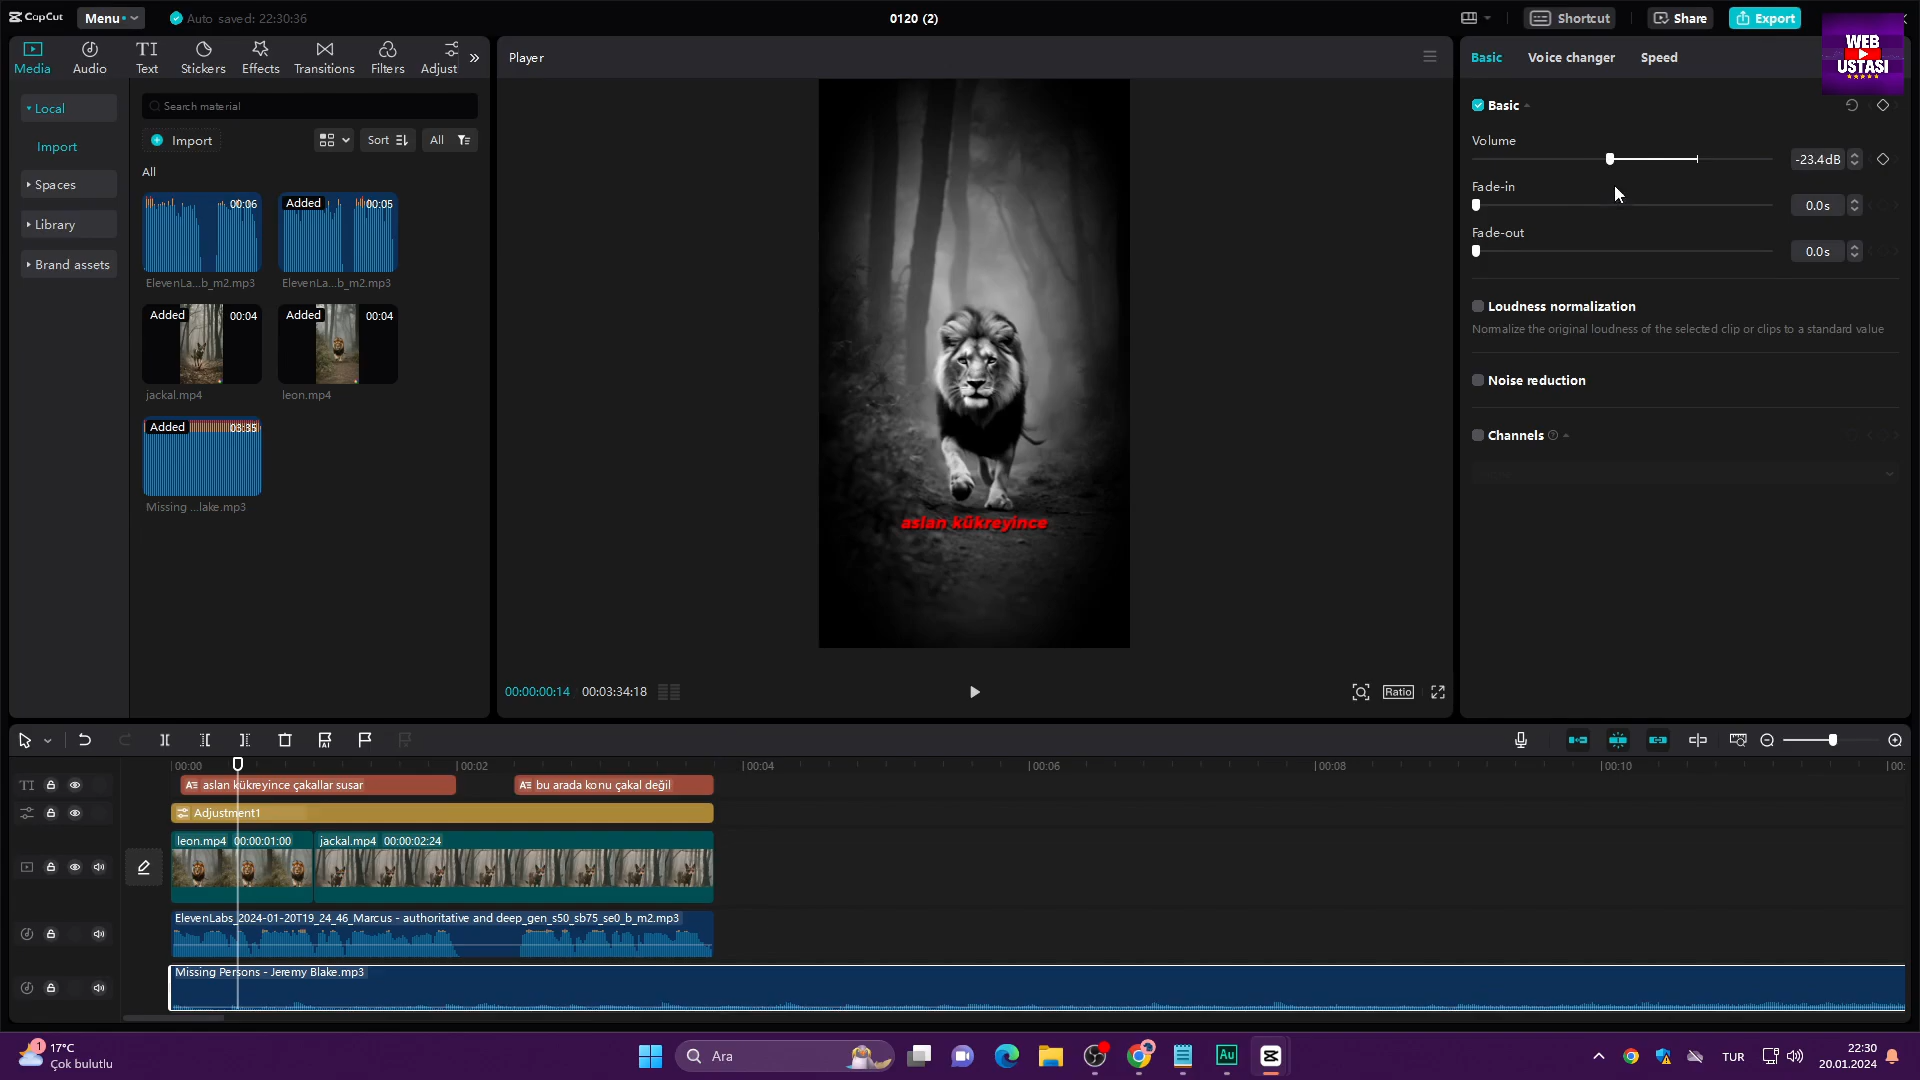 CapCut
Menu
Auto saved: 22:30:36
0120 (2)
Shortcut
Share
Export
WEB
USTASI
Media
Audio
Text
Stickers
Effects
Transitions
Filters
Adjust
Player
Basic
Voice changer
Speed
Local
Import
Spaces
Library
Brand assets
Search material
Import
Sort
All
All
00:06
Added
00:05
ElevenLa...b_m2.mp3
ElevenLa...b_m2.mp3
Added
00:04
Added
00:04
jackal.mp4
leon.mp4
Added
03:35
Missing ...lake.mp3
aslan kükreyince
Basic
Volume
-23.4dB
Fade-in
0.0s
Fade-out
0.0s
Loudness normalization
Normalize the original loudness of the selected clip or clips to a standard value
Noise reduction
Channels
00:00:00:14
00:03:34:18
Ratio
00:00
00:02
00:04
00:06
00:08
00:10
00:
aslan kükreyince çakallar susar
bu arada konu çakal değil
Adjustment1
leon.mp4 00:00:01:00
jackal.mp4 00:00:02:24
ElevenLabs_2024-01-20T19_24_46_Marcus - authoritative and deep_gen_s50_sb75_se0_b_m2.mp3
Missing Persons - Jeremy Blake.mp3
1
17°C
Çok bulutlu
Ara
Au
TUR
22:30
20.01.2024